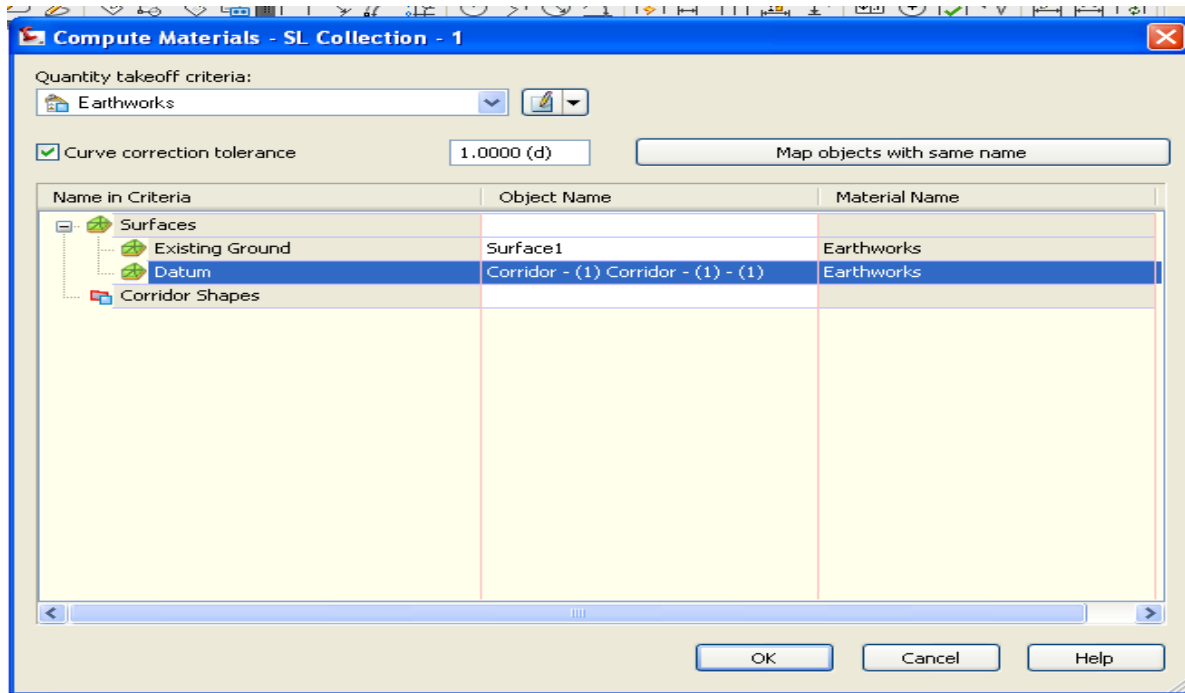 Compute Materials - SL Collection - 1
Quantity takeoff criteria:
Earthworks
Curve correction tolerance 1.0000 (d) Map objects with same name
Name in Criteria Object Name Material Name
Surfaces
Existing Ground Surface1 Earthworks
Datum Corridor - (1) Corridor - (1) - (1) Earthworks
Corridor Shapes
OK Cancel Help